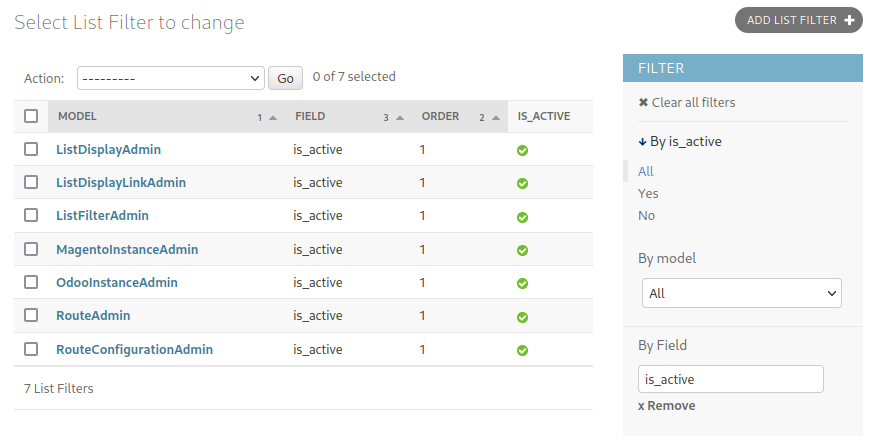 Select List Filter to change
ADD LIST FILTER +
Action: --------- Go 0 of 7 selected
MODEL 1 FIELD 3 ORDER 2 IS_ACTIVE
ListDisplayAdmin is_active 1
ListDisplayLinkAdmin is_active 1
ListFilterAdmin is_active 1
MagentoInstanceAdmin is_active 1
OdooInstanceAdmin is_active 1
RouteAdmin is_active 1
RouteConfigurationAdmin is_active 1
7 List Filters
FILTER
✖ Clear all filters
↓ By is_active
All
Yes
No
By model
All
By Field
is_active
x Remove